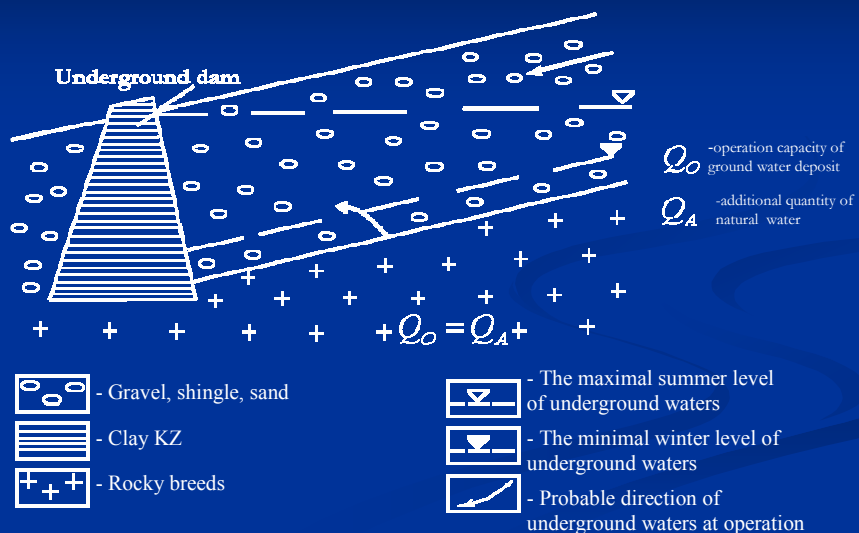 Underground dam
Q_O -operation capacity of
ground water deposit
Q_A -additional quantity of
natural water
Q_O = Q_A
- Gravel, shingle, sand
- Clay KZ
- Rocky breeds
- The maximal summer level
of underground waters
- The minimal winter level of
underground waters
- Probable direction of
underground waters at operation